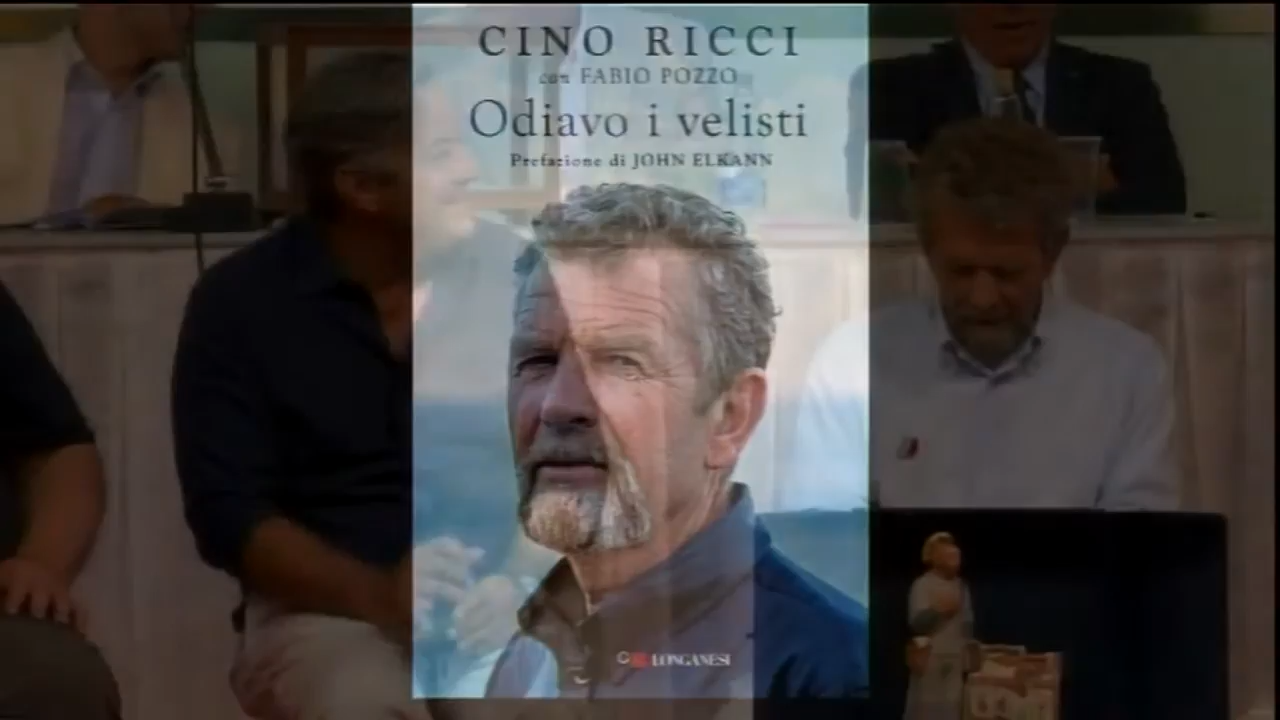 CINO RICCI
con FABIO POZZO
Odiavo i velisti
Prefazione di JOHN ELKANN
LONGANESI